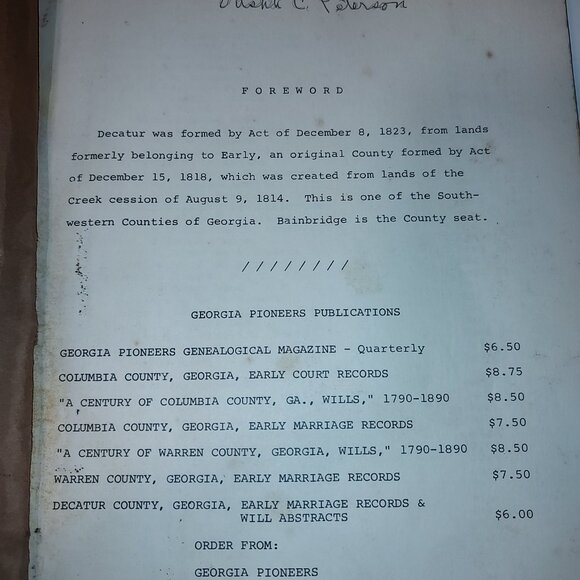 C. Peterson
FOREWORD
Decatur was formed by Act of December 8, 1823, from lands
formerly belonging to Early, an original County formed by Act
of December 15, 1818, which was created from lands of the
Creek cession of August 9, 1814. This is one of the South-
western Counties of Georgia. Bainbridge is the County seat.
////////
GEORGIA PIONEERS PUBLICATIONS
GEORGIA PIONEERS GENEALOGICAL MAGAZINE - Quarterly $6.50
COLUMBIA COUNTY, GEORGIA, EARLY COURT RECORDS $8.75
"A CENTURY OF COLUMBIA COUNTY, GA., WILLS," 1790-1890 $8.50
COLUMBIA COUNTY, GEORGIA, EARLY MARRIAGE RECORDS $7.50
"A CENTURY OF WARREN COUNTY, GEORGIA, WILLS," 1790-1890 $8.50
WARREN COUNTY, GEORGIA, EARLY MARRIAGE RECORDS $7.50
DECATUR COUNTY, GEORGIA, EARLY MARRIAGE RECORDS &
WILL ABSTRACTS $6.00
ORDER FROM:
GEORGIA PIONEERS